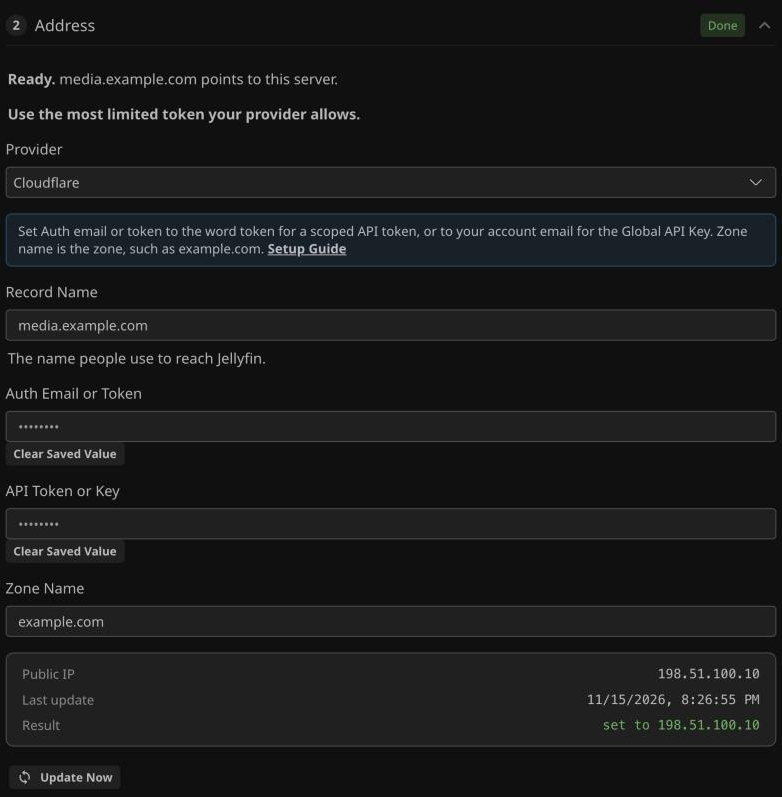 2 Address Done
Ready. media.example.com points to this server.
Use the most limited token your provider allows.
Provider
Cloudflare
Set Auth email or token to the word token for a scoped API token, or to your account email for the Global API Key. Zone
name is the zone, such as example.com. Setup Guide
Record Name
media.example.com
The name people use to reach Jellyfin.
Auth Email or Token
••••••••
Clear Saved Value
API Token or Key
••••••••
Clear Saved Value
Zone Name
example.com
Public IP 198.51.100.10
Last update 11/15/2026, 8:26:55 PM
Result set to 198.51.100.10
Update Now